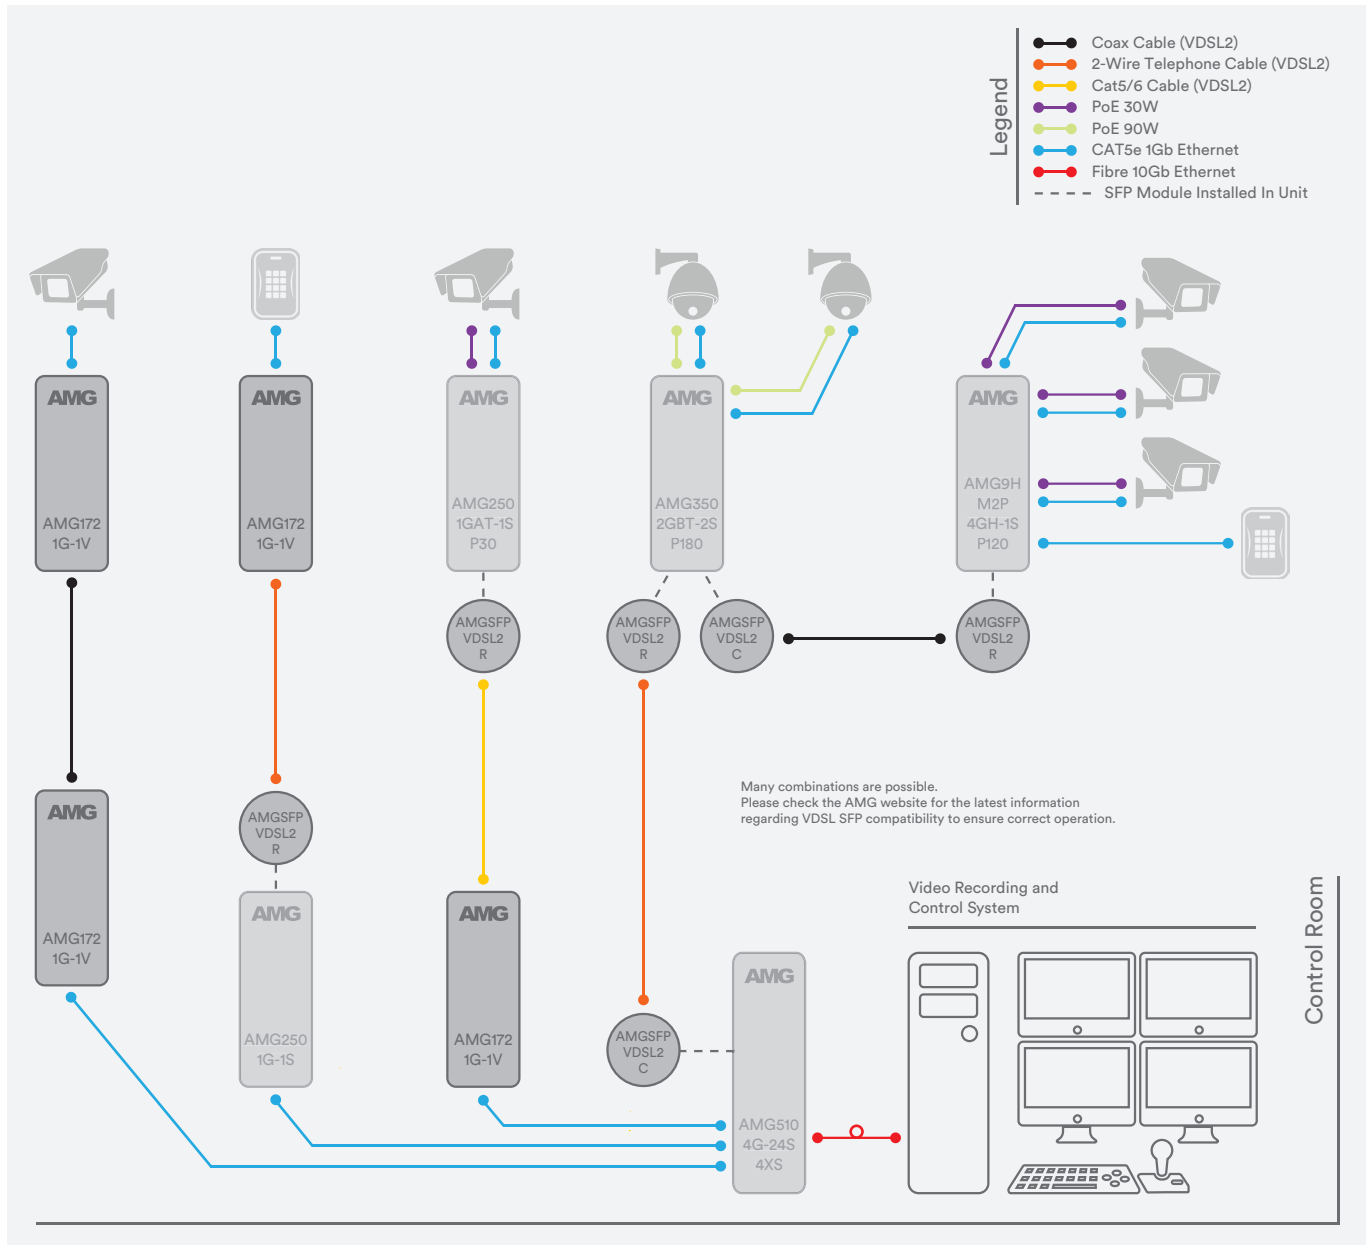 Legend
Coax Cable (VDSL2)
2-Wire Telephone Cable (VDSL2)
Cat5/6 Cable (VDSL2)
PoE 30W
PoE 90W
CAT5e 1Gb Ethernet
Fibre 10Gb Ethernet
SFP Module Installed In Unit
AMG
AMG172
1G-1V
AMG
AMG172
1G-1V
AMG
AMG250
1GAT-1S
P30
AMG
AMG350
2GBT-2S
P180
AMG
AMG9H
M2P
4GH-1S
P120
AMGSFP
VDSL2
R
AMGSFP
VDSL2
R
AMGSFP
VDSL2
C
AMGSFP
VDSL2
R
AMG
AMG172
1G-1V
AMGSFP
VDSL2
R
AMG
AMG250
1G-1S
AMG
AMG172
1G-1V
Many combinations are possible.
Please check the AMG website for the latest information
regarding VDSL SFP compatibility to ensure correct operation.
AMGSFP
VDSL2
C
AMG
AMG510
4G-24S
4XS
Video Recording and
Control System
Control Room